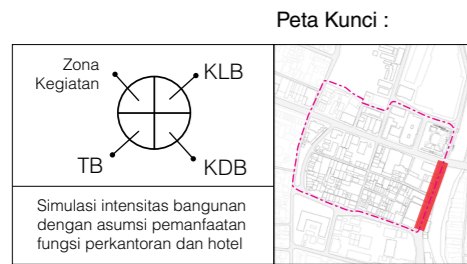 Peta Kunci :
Zona
Kegiatan
KLB
TB
KDB
Simulasi intensitas bangunan
dengan asumsi pemanfaatan
fungsi perkantoran dan hotel